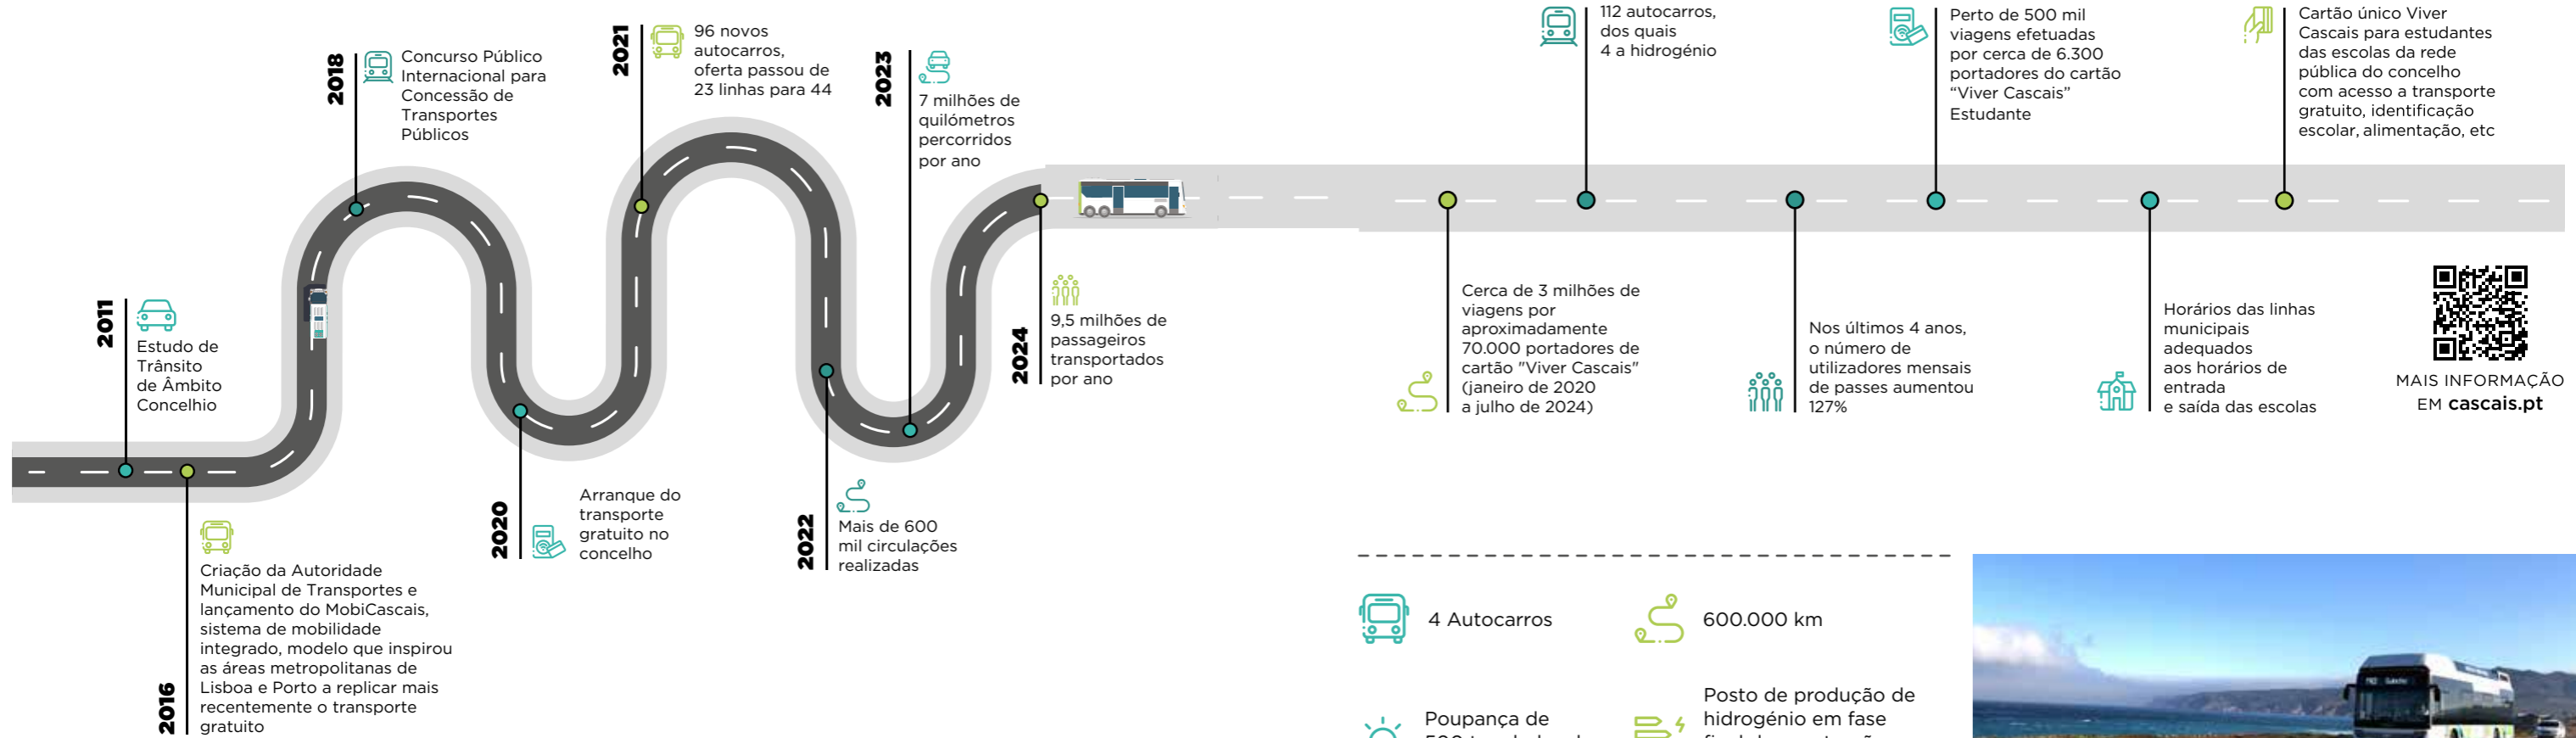 2011
Estudo de
Trânsito
de Âmbito
Concelhio
2016
Criação da Autoridade
Municipal de Transportes e
lançamento do MobiCascais,
sistema de mobilidade
integrado, modelo que inspirou
as áreas metropolitanas de
Lisboa e Porto a replicar mais
recentemente o transporte
gratuito
2018
Concurso Público
Internacional para
Concessão de
Transportes
Públicos
2020
Arranque do
transporte
gratuito no
concelho
2021
96 novos
autocarros,
oferta passou de
23 linhas para 44
2022
Mais de 600
mil circulações
realizadas
2023
7 milhões de
quilómetros
percorridos
por ano
2024
9,5 milhões de
passageiros
transportados
por ano
Cerca de 3 milhões de
viagens por
aproximadamente
70.000 portadores de
cartão "Viver Cascais"
(janeiro de 2020
a julho de 2024)
112 autocarros,
dos quais
4 a hidrogénio
Nos últimos 4 anos,
o número de
utilizadores mensais
de passes aumentou
127%
Perto de 500 mil
viagens efetuadas
por cerca de 6.300
portadores do cartão
“Viver Cascais”
Estudante
Horários das linhas
municipais
adequados
aos horários de
entrada
e saída das escolas
Cartão único Viver
Cascais para estudantes
das escolas da rede
pública do concelho
com acesso a transporte
gratuito, identificação
escolar, alimentação, etc
MAIS INFORMAÇÃO
EM cascais.pt
4 Autocarros
600.000 km
Poupança de
Posto de produção de
hidrogénio em fase